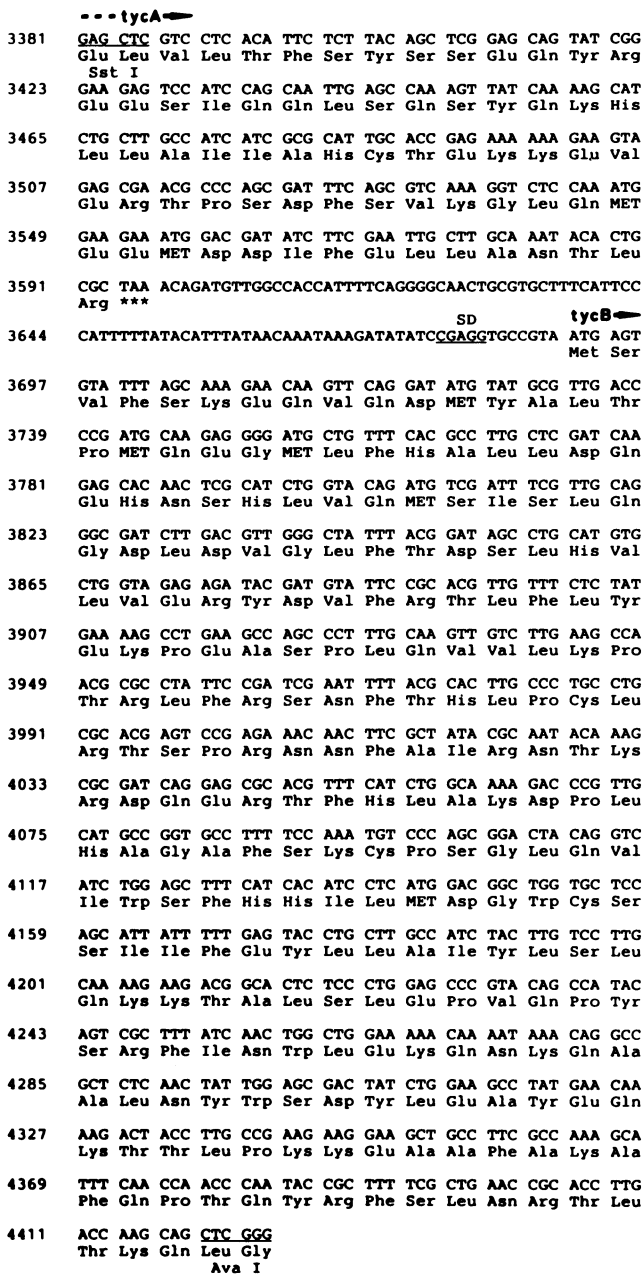 --- tycA
3381 GAG CTC GTC CTC ACA TTC TCT TAC AGC TCG GAG CAG TAT CGG
Glu Leu Val Leu Thr Phe Ser Tyr Ser Ser Glu Gln Tyr Arg
Sst I
3423 GAA GAG TCC ATC CAG CAA TTG AGC CAA AGT TAT CAG AAG CAT
Glu Glu Ser Ile Gln Gln Leu Ser Gln Ser Tyr Gln Lys His
3465 CTG CTT GCC ATC ATC GCG CAT TGC ACC GAG AAA AAA GAA GTA
Leu Leu Ala Ile Ile Ala His Cys Thr Glu Lys Lys Glu Val
3507 GAG CGA ACG CCC AGC GAT TTC AGC GTC AAA GGT CTC CAA ATG
Glu Arg Thr Pro Ser Asp Phe Ser Val Lys Gly Leu Gln MET
3549 GAA GAA ATG GAC GAT ATC TTC GAA TTG CTT GCA AAT ACA CTG
Glu Glu MET Asp Asp Ile Phe Glu Leu Leu Ala Asn Thr Leu
3591 CGC TAA ACAGATGTTGGCCACCATTTTCAGGGGCAACTGCGTGCTTTCATTCC
Arg ***
SD tycB
3644 CATTTTTATACATTTATAACAAATAAAGATATATCCCGAGGTGCCGTA ATG AGT
Met Ser
3697 GTA TTT AGC AAA GAA CAA GTT CAG GAT ATG TAT GCG TTG ACC
Val Phe Ser Lys Glu Gln Val Gln Asp MET Tyr Ala Leu Thr
3739 CCG ATG CAA GAG GGG ATG CTG TTT CAC GCC TTG CTC GAT CAA
Pro MET Gln Glu Gly MET Leu Phe His Ala Leu Leu Asp Gln
3781 GAG CAC AAC TCG CAT CTG GTA CAG ATG TCG ATT TCG TTG CAG
Glu His Asn Ser His Leu Val Gln MET Ser Ile Ser Leu Gln
3823 GGC GAT CTT GAC GTT GGG CTA TTT ACG GAT AGC CTG CAT GTG
Gly Asp Leu Asp Val Gly Leu Phe Thr Asp Ser Leu His Val
3865 CTG GTA GAG AGA TAC GAT GTA TTC CGC ACG TTG TTT CTC TAT
Leu Val Glu Arg Tyr Asp Val Phe Arg Thr Leu Phe Leu Tyr
3907 GAA AAG CCT GAA GCC AGC CCT TTG CAA GTT GTC TTG AAG CCA
Glu Lys Pro Glu Ala Ser Pro Leu Gln Val Val Leu Lys Pro
3949 ACG CGC CTA TTC CGA TCG AAT TTT ACG CAC TTG CCC TGC CTG
Thr Arg Leu Phe Arg Ser Asn Phe Thr His Leu Pro Cys Leu
3991 CGC ACG AGT CCG AGA AAC AAC TTC GCT ATA CGC AAT ACA AAG
Arg Thr Ser Pro Arg Asn Asn Phe Ala Ile Arg Asn Thr Lys
4033 CGC GAT CAG GAG CGC ACG TTT CAT CTG GCA AAA GAC CCG TTG
Arg Asp Gln Glu Arg Thr Phe His Leu Ala Lys Asp Pro Leu
4075 CAT GCC GGT GCC TTT TCC AAA TGT CCC AGC GGA CTA CAG GTC
His Ala Gly Ala Phe Ser Lys Cys Pro Ser Gly Leu Gln Val
4117 ATC TGG AGC TTT CAT CAC ATC CTC ATG GAC GGC TGG TGC TCC
Ile Trp Ser Phe His His Ile Leu MET Asp Gly Trp Cys Ser
4159 AGC ATT ATT TTT GAG TAC CTG CTT GCC ATC TAC TTG TCC TTG
Ser Ile Ile Phe Glu Tyr Leu Leu Ala Ile Tyr Leu Ser Leu
4201 CAA AAG AAG ACG GCA CTC TCC CTG GAG CCC GTA CAG CCA TAC
Gln Lys Lys Thr Ala Leu Ser Leu Glu Pro Val Gln Pro Tyr
4243 AGT CGC TTT ATC AAC TGG CTG GAA AAA CAA AAT AAA CAG GCC
Ser Arg Phe Ile Asn Trp Leu Glu Lys Gln Asn Lys Gln Ala
4285 GCT CTC AAC TAT TGG AGC GAC TAT CTG GAA GCC TAT GAA CAA
Ala Leu Asn Tyr Trp Ser Asp Tyr Leu Glu Ala Tyr Glu Gln
4327 AAG ACT ACC TTG CCG AAG AAG GAA GCT GCC TTC GCC AAA GCA
Lys Thr Thr Leu Pro Lys Lys Glu Ala Ala Phe Ala Lys Ala
4369 TTT CAA CCA ACC CAA TAC CGC TTT TCG CTG AAC CGC ACC TTG
Phe Gln Pro Thr Gln Tyr Arg Phe Ser Leu Asn Arg Thr Leu
4411 ACC AAG CAG CTC GGG
Thr Lys Gln Leu Gly
Ava I